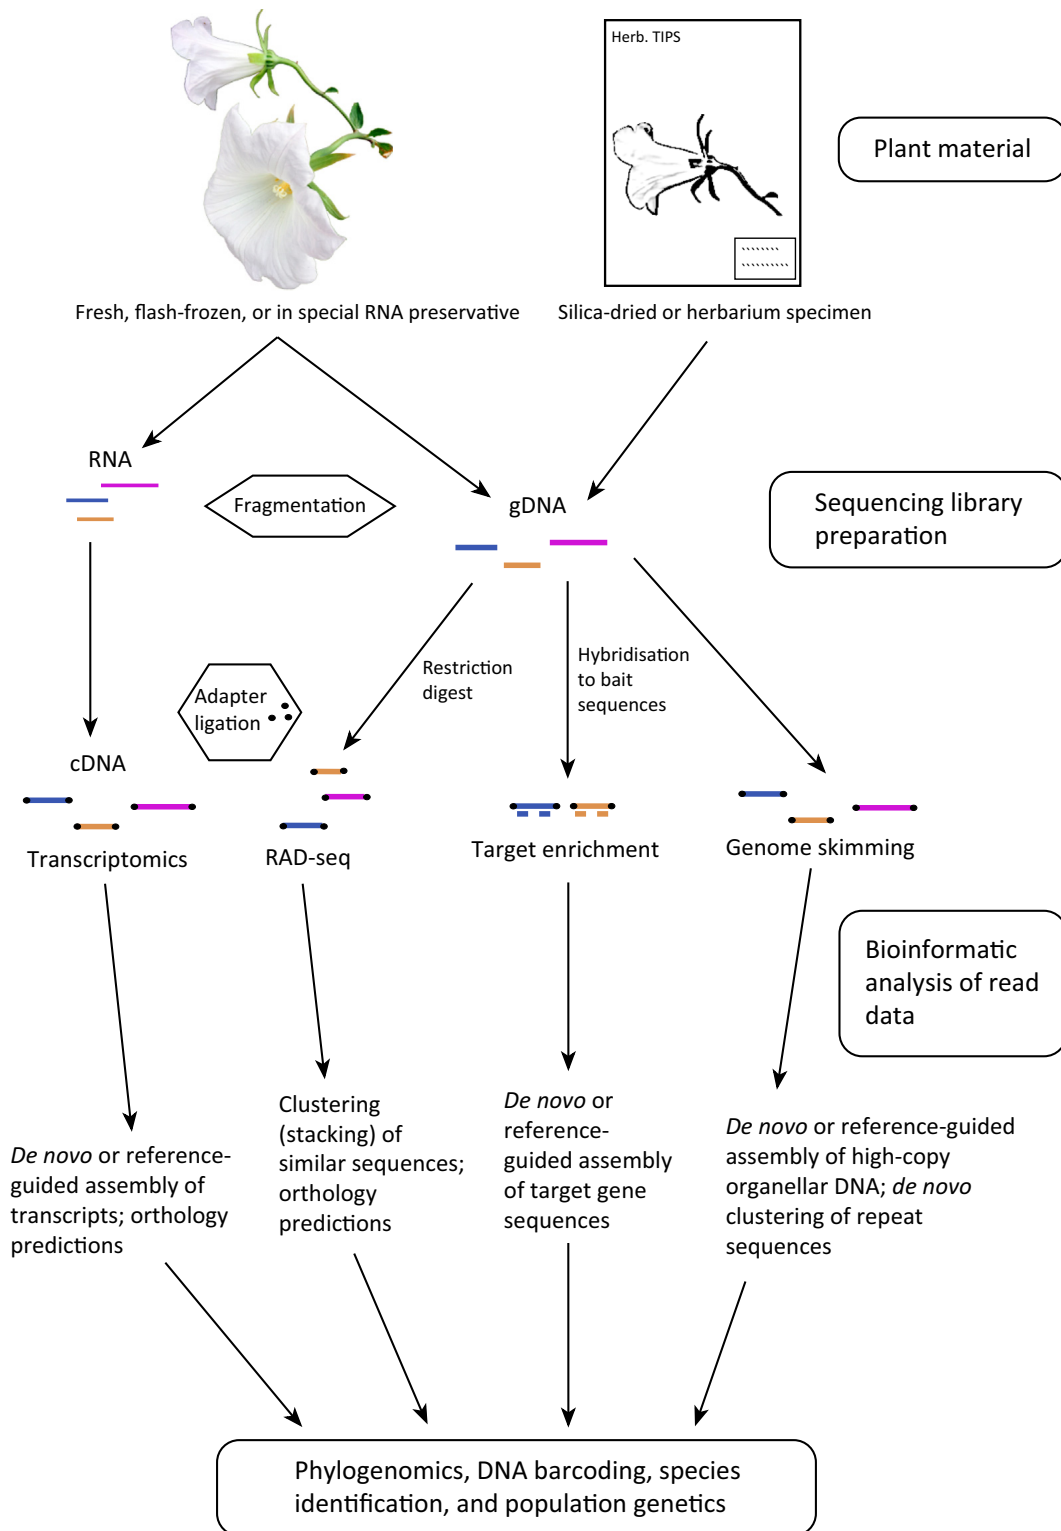 Herb. TIPS
Plant material
Fresh, flash-frozen, or in special RNA preservative
Silica-dried or herbarium specimen
RNA
Fragmentation
gDNA
Sequencing library
preparation
Restriction
digest
Hybridisation
to bait
sequences
Adapter
ligation
cDNA
Transcriptomics
RAD-seq
Target enrichment
Genome skimming
Bioinformatic
analysis of read
data
De novo or reference-
guided assembly of
transcripts; orthology
predictions
Clustering
(stacking) of
similar sequences;
orthology
predictions
De novo or
reference-
guided assembly
of target gene
sequences
De novo or reference-guided
assembly of high-copy
organellar DNA; de novo
clustering of repeat
sequences
Phylogenomics, DNA barcoding, species
identification, and population genetics